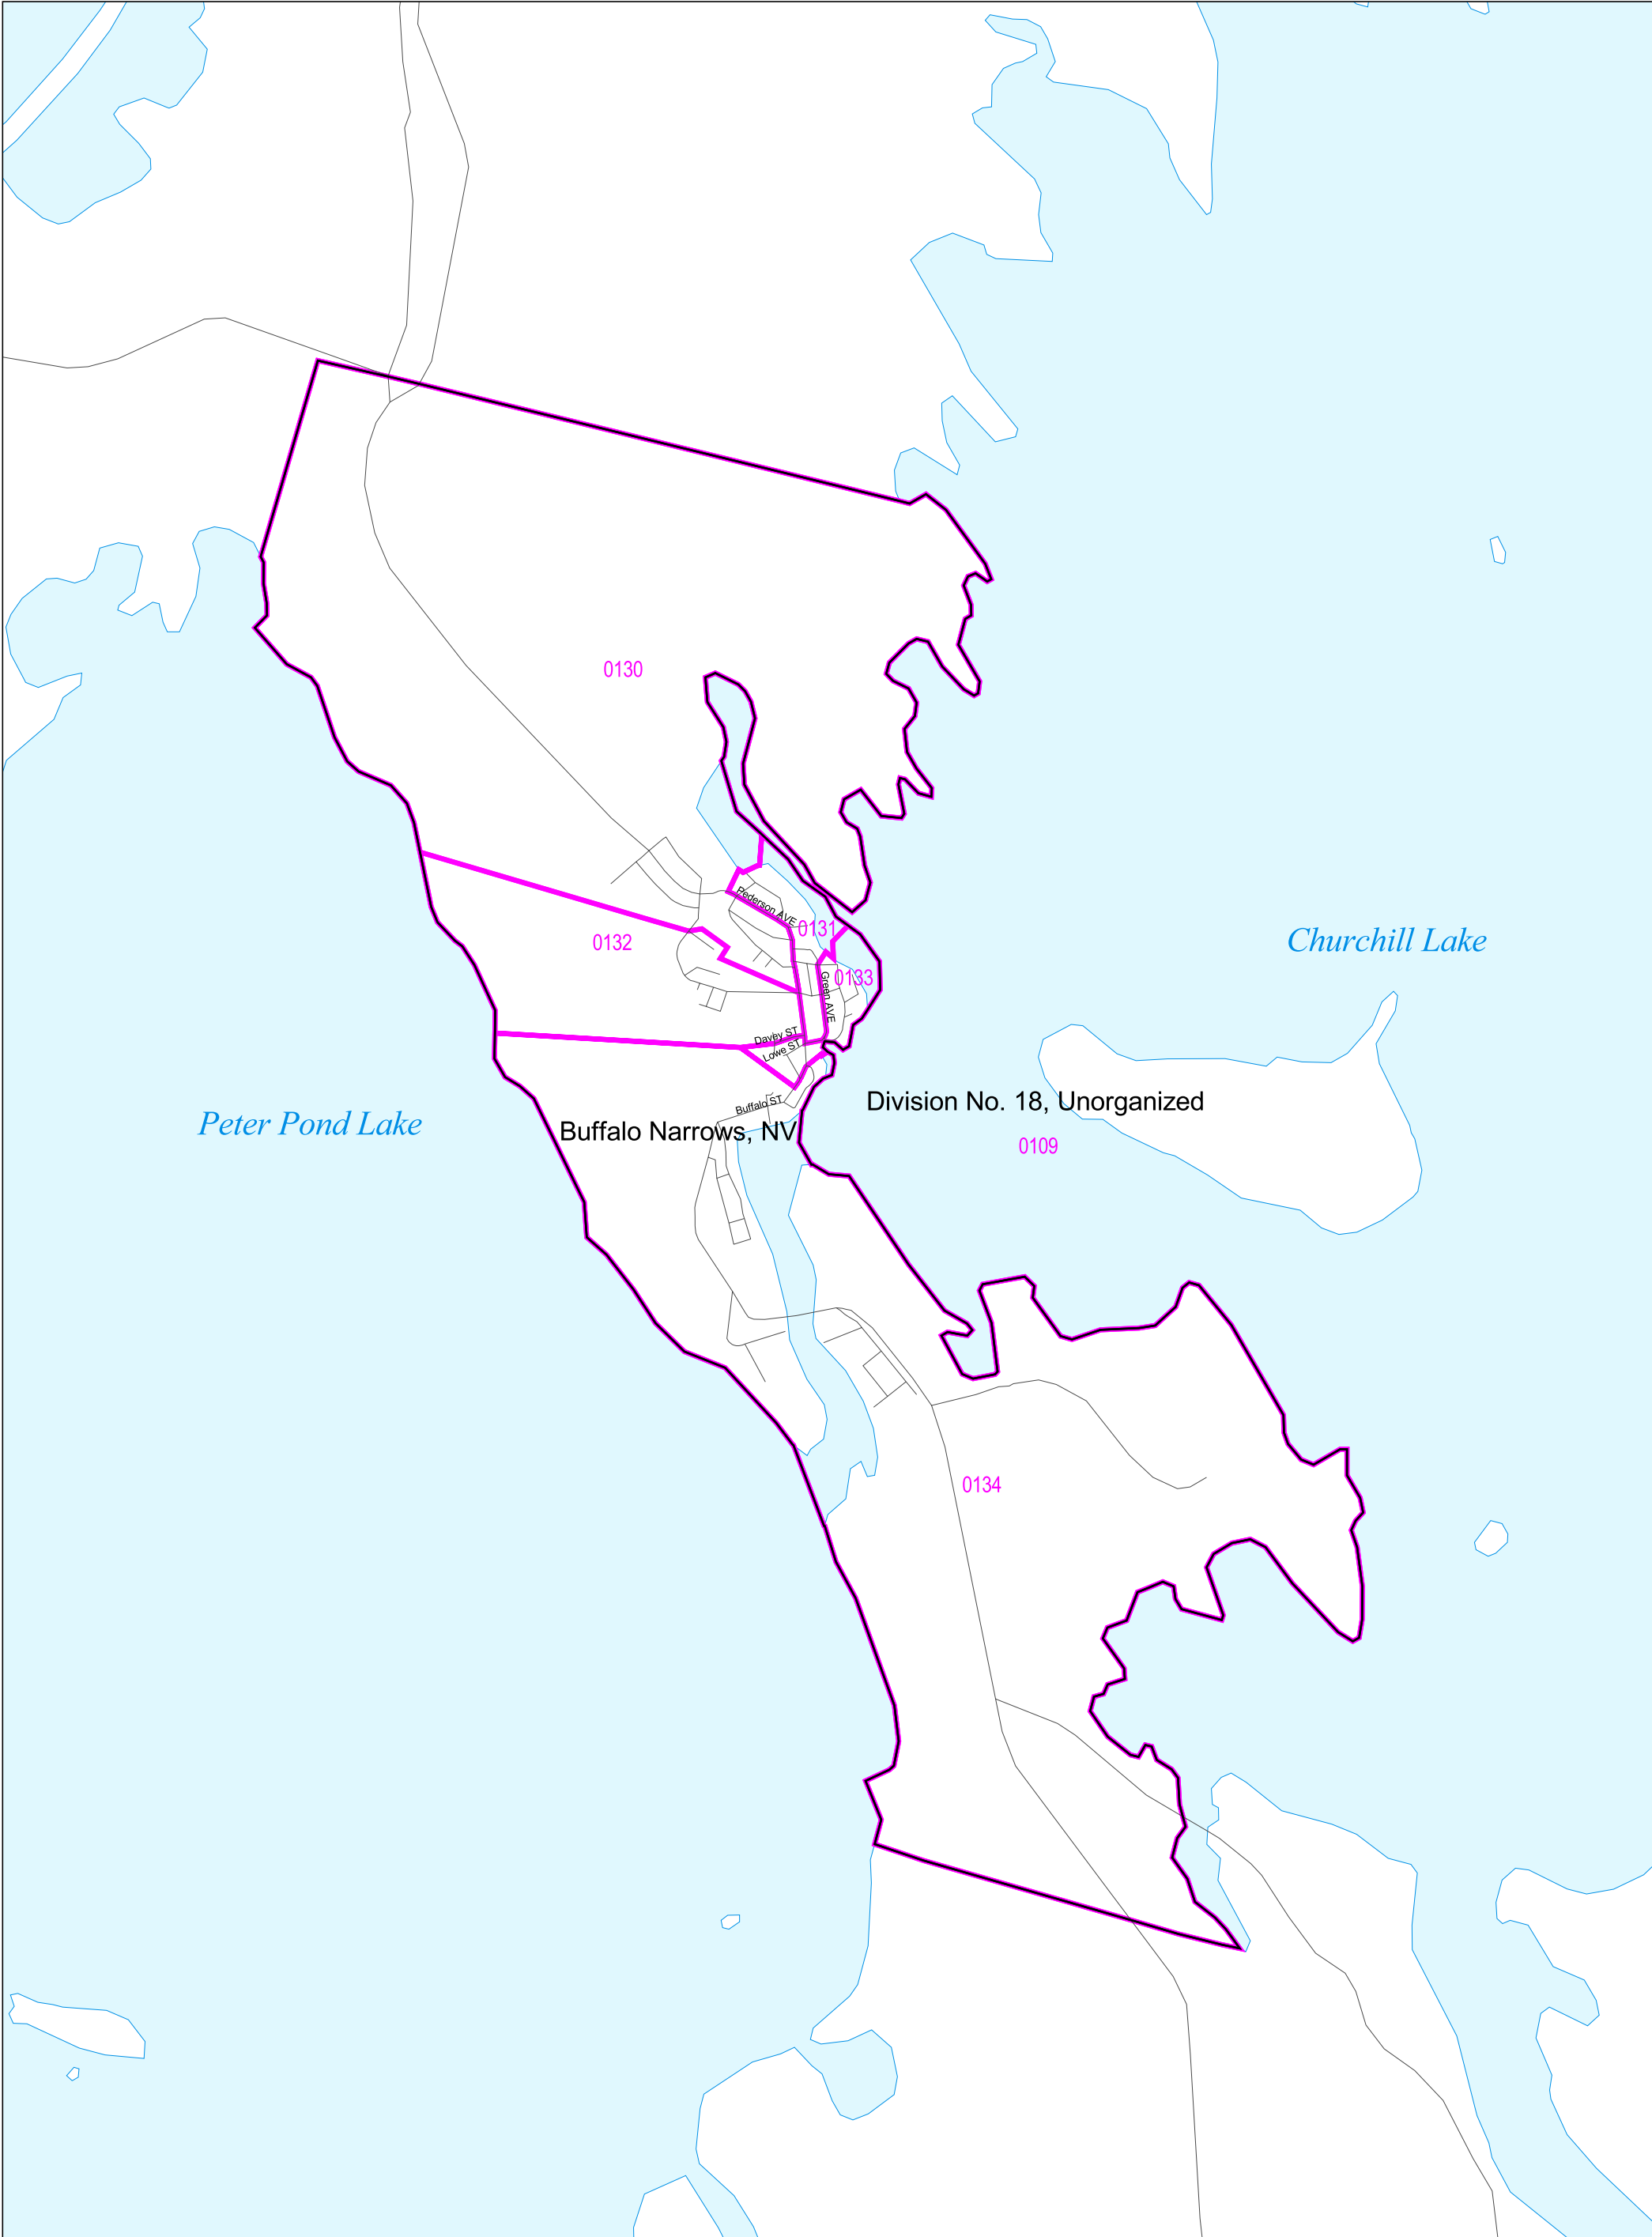 0130
Pederson AVE
0131
0132
Churchill Lake
0133
Green AVE
Davey ST
Lowe ST
Buffalo ST
Division No. 18, Unorganized
Peter Pond Lake
Buffalo Narrows, NV
0109
0134